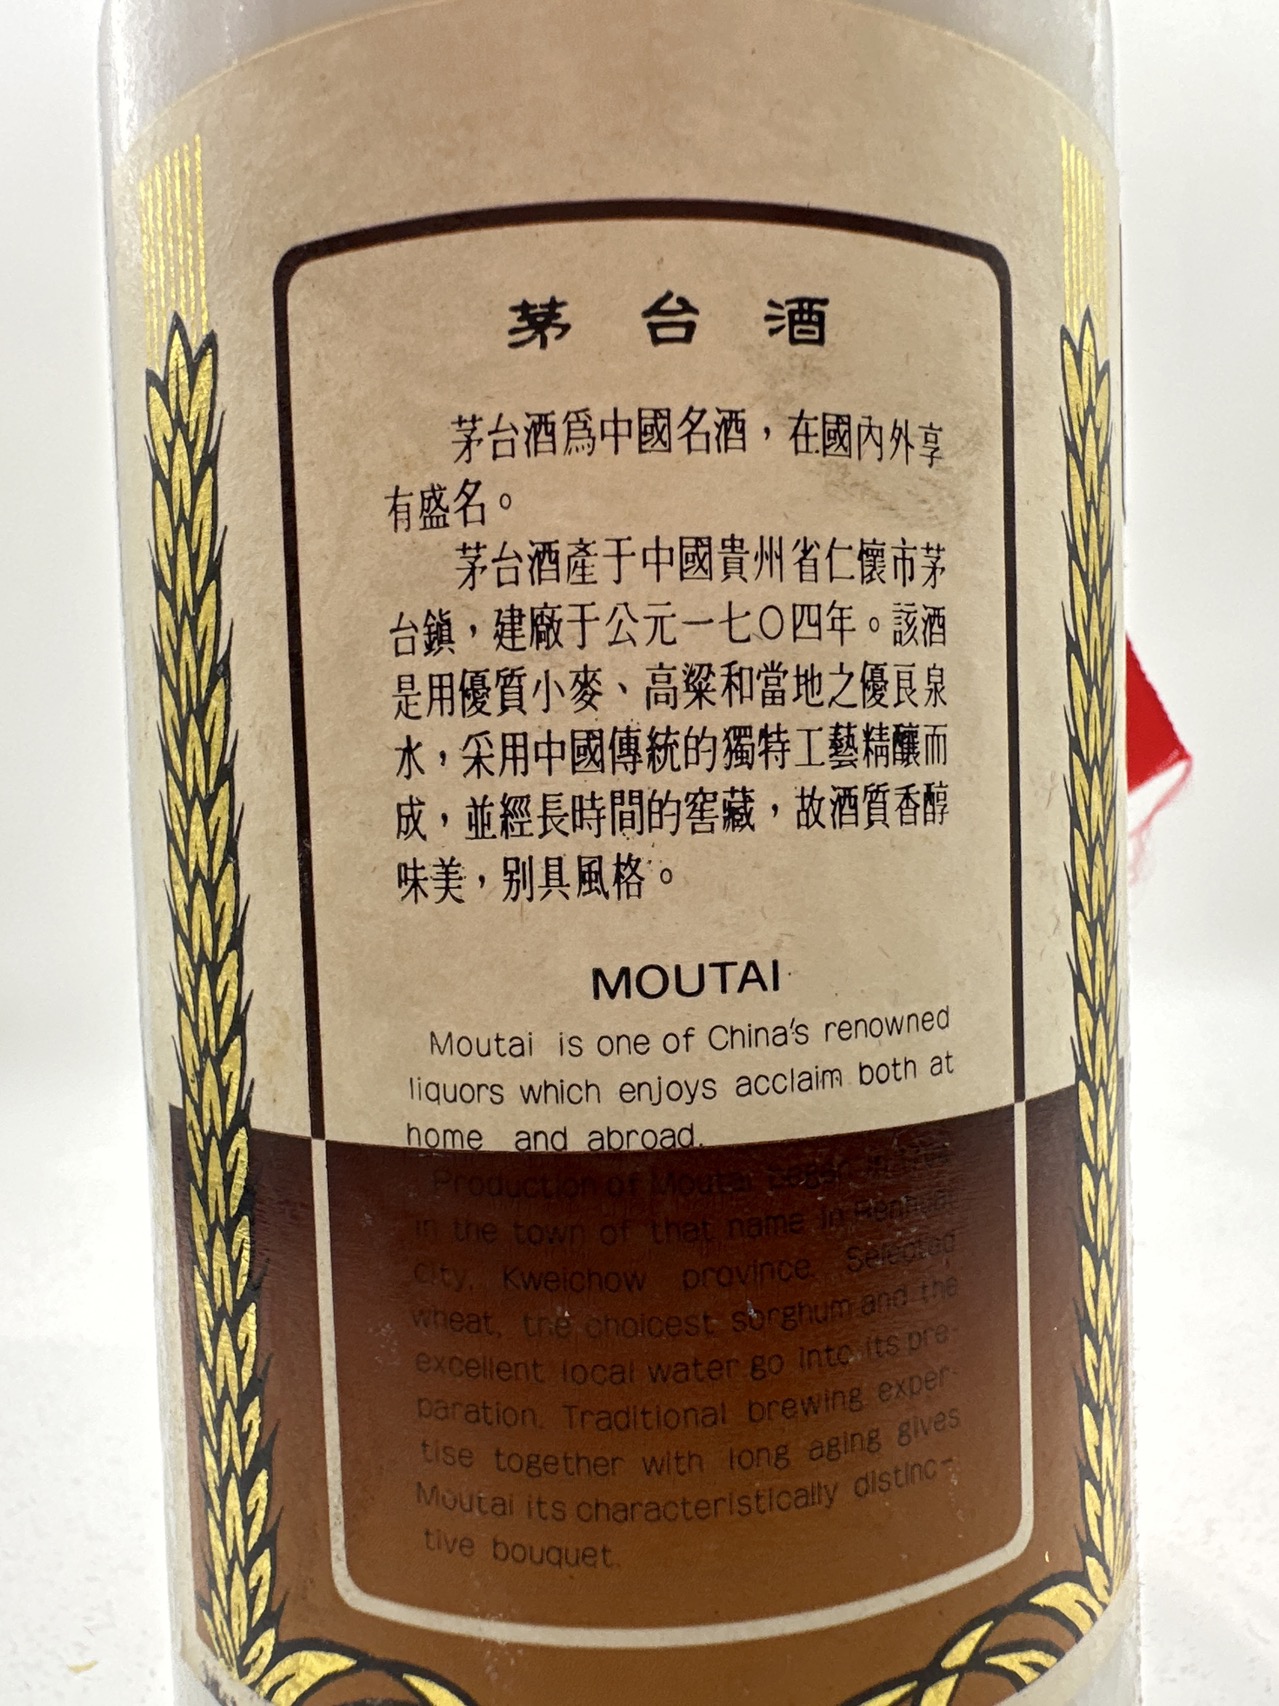 茅台酒
茅台酒爲中國名酒，在國內外享
有盛名。
茅台酒產于中國貴州省仁懷市茅
台鎮，建廠于公元一七〇四年。該酒
是用優質小麥、高粱和當地之優良泉
水，采用中國傳統的獨特工藝精釀而
成，並經長時間的窖藏，故酒質香醇
味美，别具風格。
MOUTAI
Moutai is one of China's renowned
liquors which enjoys acclaim both at
home and abroad.
Production of Moutai began in
in the town of that name in Renhuai
city, Kweichow province. Selected
wheat, the choicest sorghum and the
excellent local water go into its pre-
paration. Traditional brewing exper-
tise together with long aging gives
Moutai its characteristically distinc-
tive bouquet.